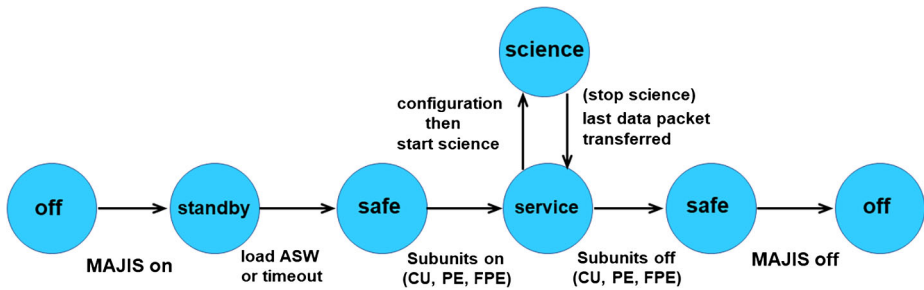 science
configuration
then
start science
(stop science)
last data packet
transferred
off
standby
safe
service
safe
off
MAJIS on
load ASW
or timeout
Subunits on
(CU, PE, FPE)
Subunits off
(CU, PE, FPE)
MAJIS off